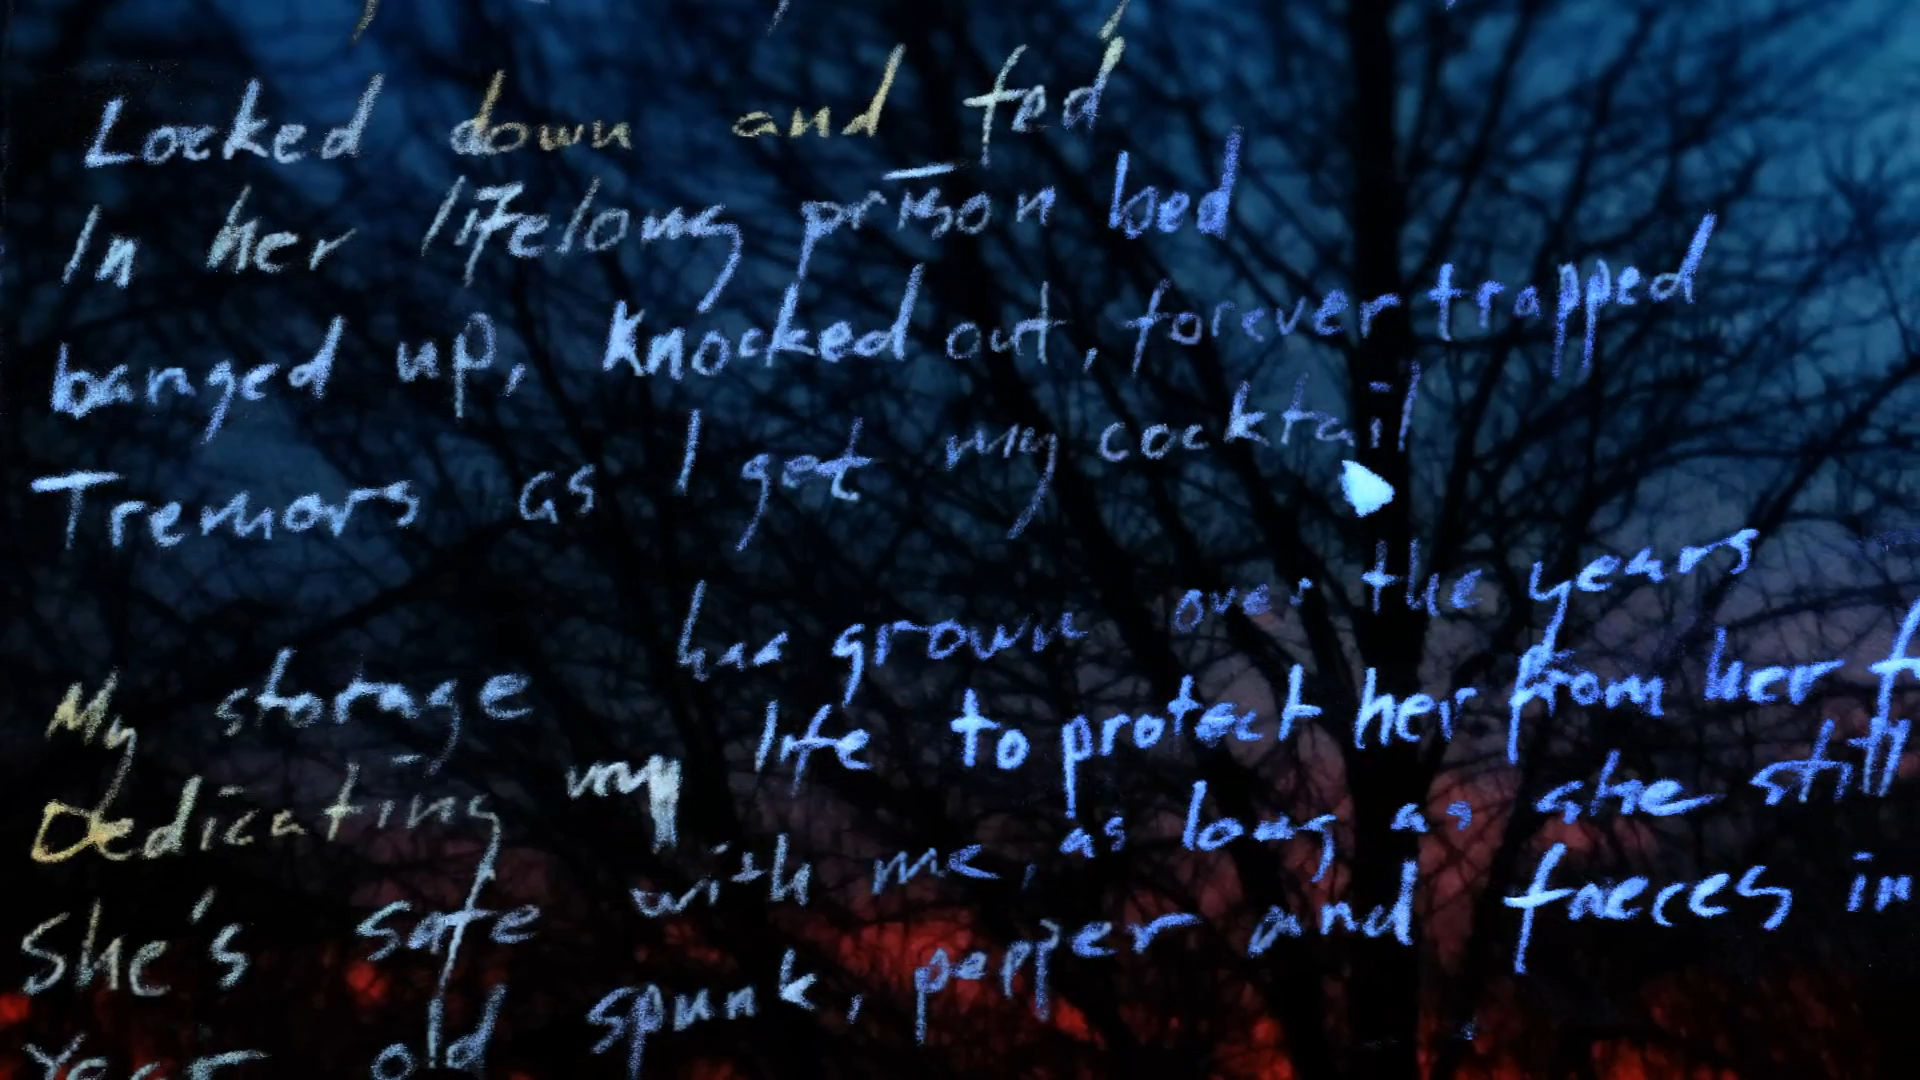 Locked down and fed
In her lifelong prison bed
banged up, knocked out, forever trapped
Tremors as I get my cocktail
My storage has grown over the years
Dedicating my life to protect her from her
She's safe with me, as long as she still
Year old spunk, pepper and faeces in